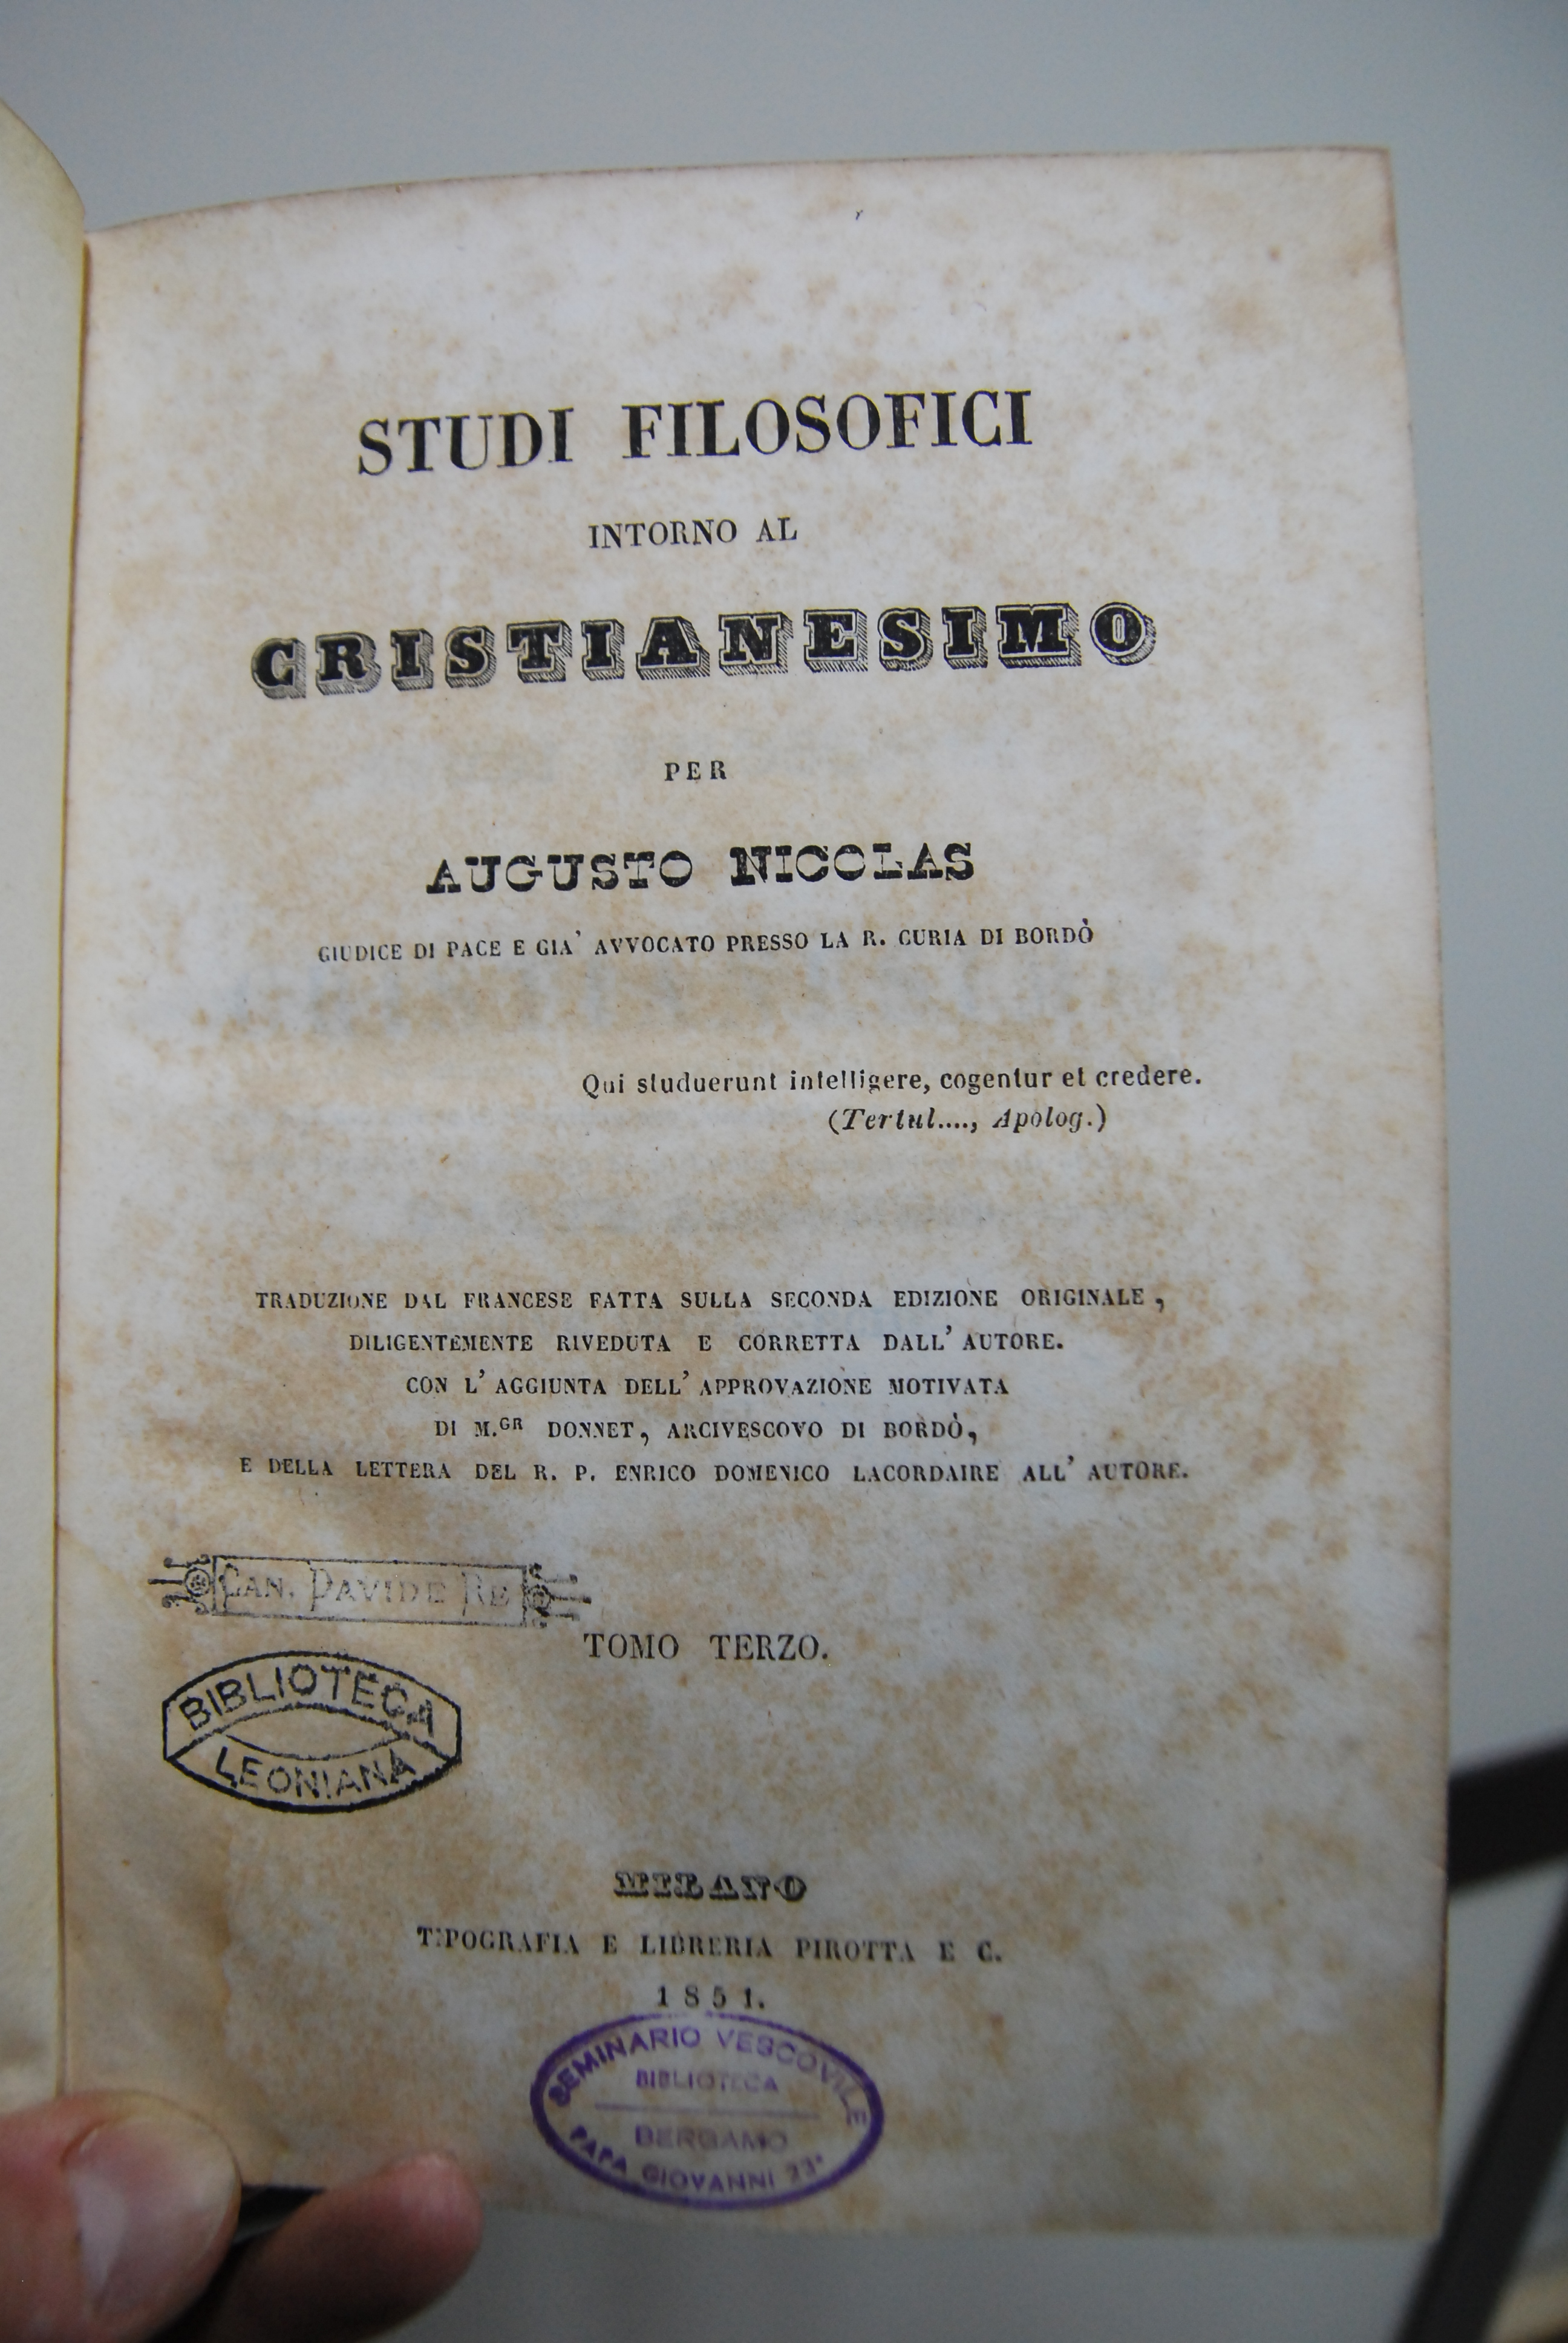 STUDI FILOSOFICI
INTORNO AL
CRISTIANESIMO
PER
AUGUSTO NICOLAS
GIUDICE DI PACE E GIA' AVVOCATO PRESSO LA R. CURIA DI BORDÒ
Qui studuerunt intelligere, cogentur et credere.
(Tertul...., Apolog.)
TRADUZIONE DAL FRANCESE FATTA SULLA SECONDA EDIZIONE ORIGINALE,
DILIGENTEMENTE RIVEDUTA E CORRETTA DALL' AUTORE.
CON L' AGGIUNTA DELL' APPROVAZIONE MOTIVATA
DI M.GR DONNET, ARCIVESCOVO DI BORDÒ,
E DELLA LETTERA DEL R. P. ENRICO DOMENICO LACORDAIRE ALL' AUTORE.
CAN. DAVIDE RE
TOMO TERZO.
BIBLIOTECA
LEONIANA
MILANO
TIPOGRAFIA E LIBRERIA PIROTTA E C.
1851.
SEMINARIO VESCOVILE
BIBLIOTECA
BERGAMO
PAPA GIOVANNI 23°